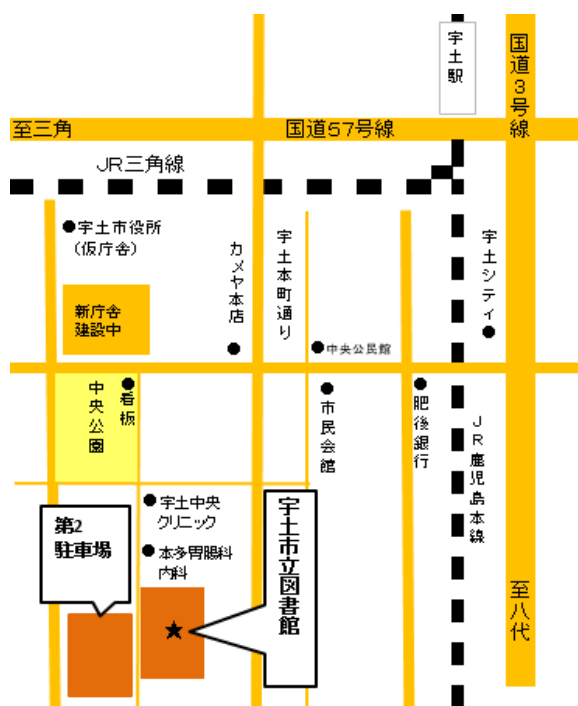 宇土駅
国道3号線
至三角
国道57号線
JR三角線
●宇土市役所
(仮庁舎)
カメヤ本店
宇土本町通り
宇土シティ
新庁舎
建設中
●中央公民館
中央公園
看板
市民会館
肥後銀行
JR鹿児島本線
●宇土中央
クリニック
●本多胃腸科
内科
第2
駐車場
宇土市立図書館
★
至八代